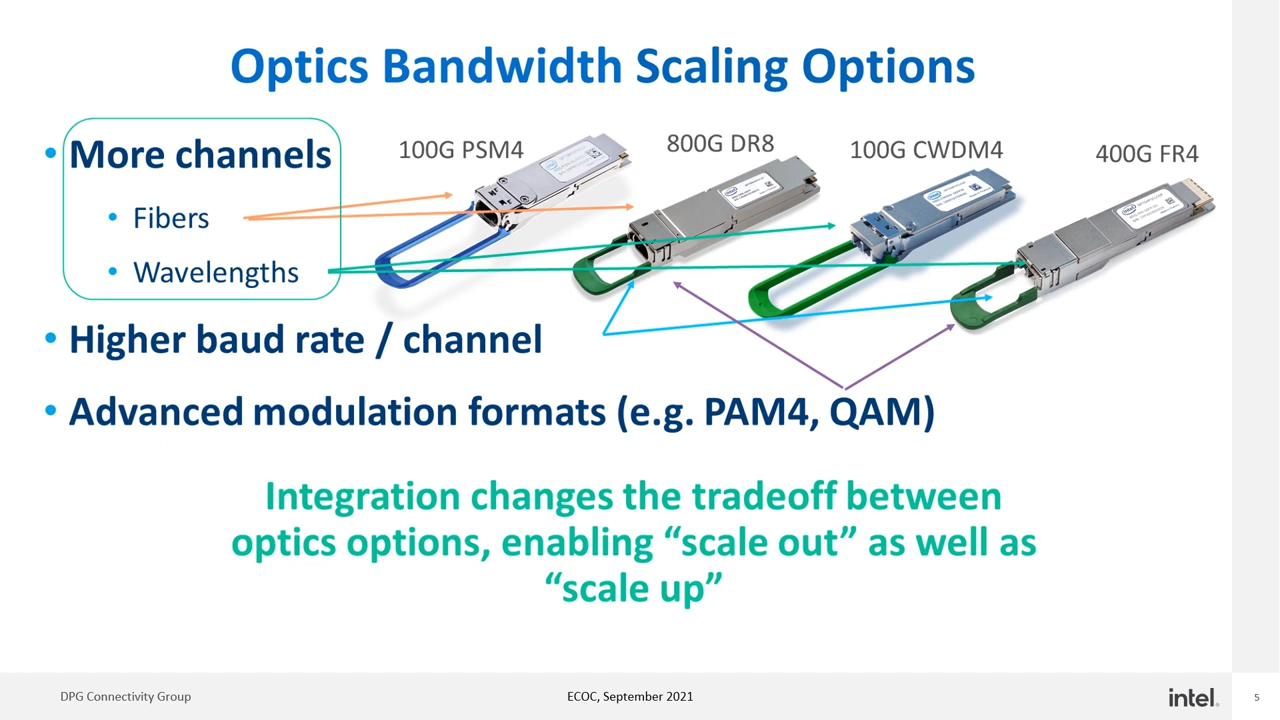 Optics Bandwidth Scaling Options
• More channels
100G PSM4
800G DR8
100G CWDM4
400G FR4
• Fibers
• Wavelengths
• Higher baud rate / channel
• Advanced modulation formats (e.g. PAM4, QAM)
Integration changes the tradeoff between
optics options, enabling “scale out” as well as
“scale up”
DPG Connectivity Group
ECOC, September 2021
intel.
5